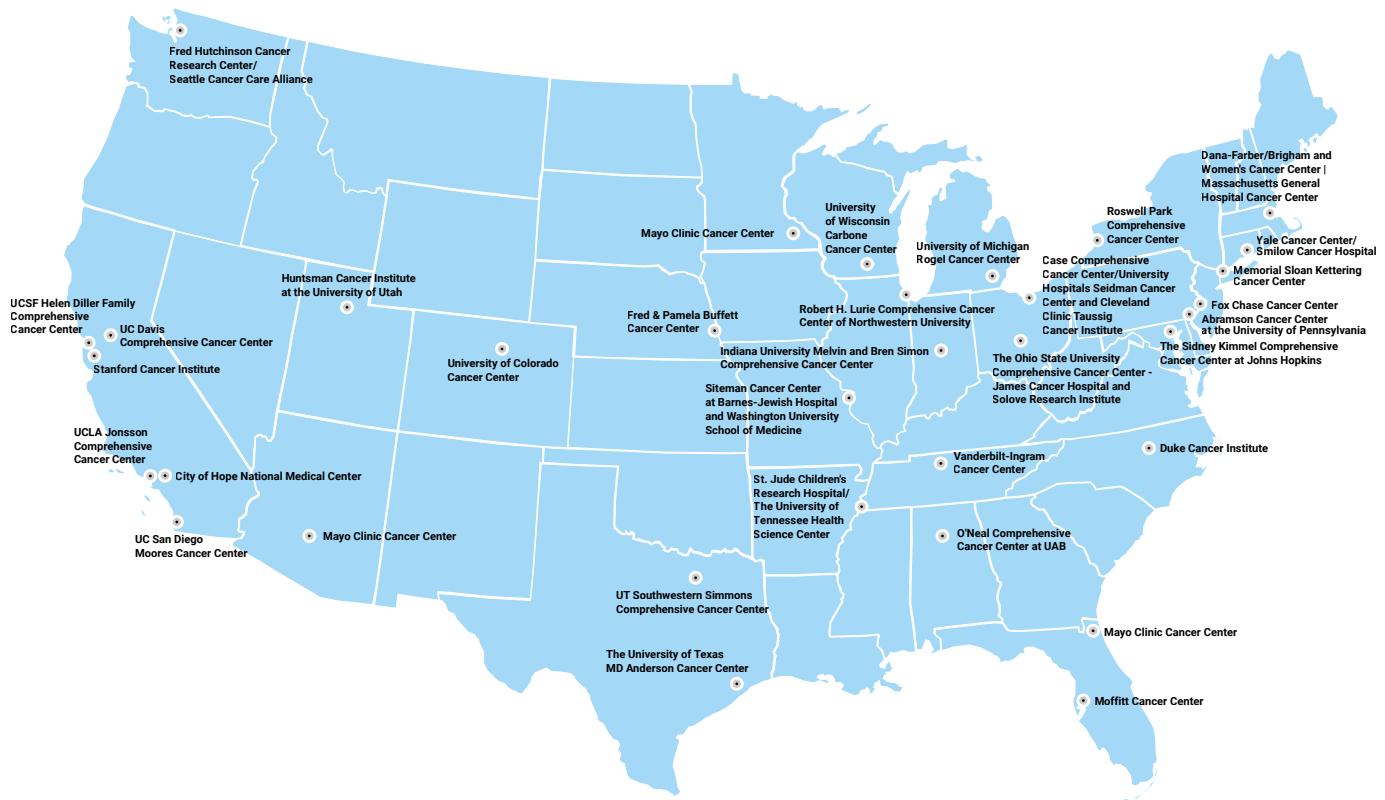 Fred Hutchinson Cancer
Research Center/
Seattle Cancer Care Alliance
Dana-Farber/Brigham and
Women's Cancer Center |
Massachusetts General
Hospital Cancer Center
University
of Wisconsin
Carbone
Cancer Center
Roswell Park
Comprehensive
Cancer Center
Mayo Clinic Cancer Center
University of Michigan
Rogel Cancer Center
Yale Cancer Center/
Smilow Cancer Hospital
Case Comprehensive
Cancer Center/University
Hospitals Seidman Cancer
Center and Cleveland
Clinic Taussig
Cancer Institute
Memorial Sloan Kettering
Cancer Center
Huntsman Cancer Institute
at the University of Utah
UCSF Helen Diller Family
Comprehensive
Cancer Center
Robert H. Lurie Comprehensive Cancer
Center of Northwestern University
Fox Chase Cancer Center
Fred & Pamela Buffett
Cancer Center
Abramson Cancer Center
at the University of Pennsylvania
UC Davis
Comprehensive Cancer Center
The Sidney Kimmel Comprehensive
Cancer Center at Johns Hopkins
Indiana University Melvin and Bren Simon
Comprehensive Cancer Center
The Ohio State University
Comprehensive Cancer Center -
James Cancer Hospital and
Solove Research Institute
University of Colorado
Cancer Center
Stanford Cancer Institute
Siteman Cancer Center
at Barnes-Jewish Hospital
and Washington University
School of Medicine
UCLA Jonsson
Comprehensive
Cancer Center
Duke Cancer Institute
Vanderbilt-Ingram
Cancer Center
City of Hope National Medical Center
St. Jude Children's
Research Hospital/
The University of
Tennessee Health
Science Center
UC San Diego
Moores Cancer Center
Mayo Clinic Cancer Center
O'Neal Comprehensive
Cancer Center at UAB
UT Southwestern Simmons
Comprehensive Cancer Center
Mayo Clinic Cancer Center
The University of Texas
MD Anderson Cancer Center
Moffitt Cancer Center